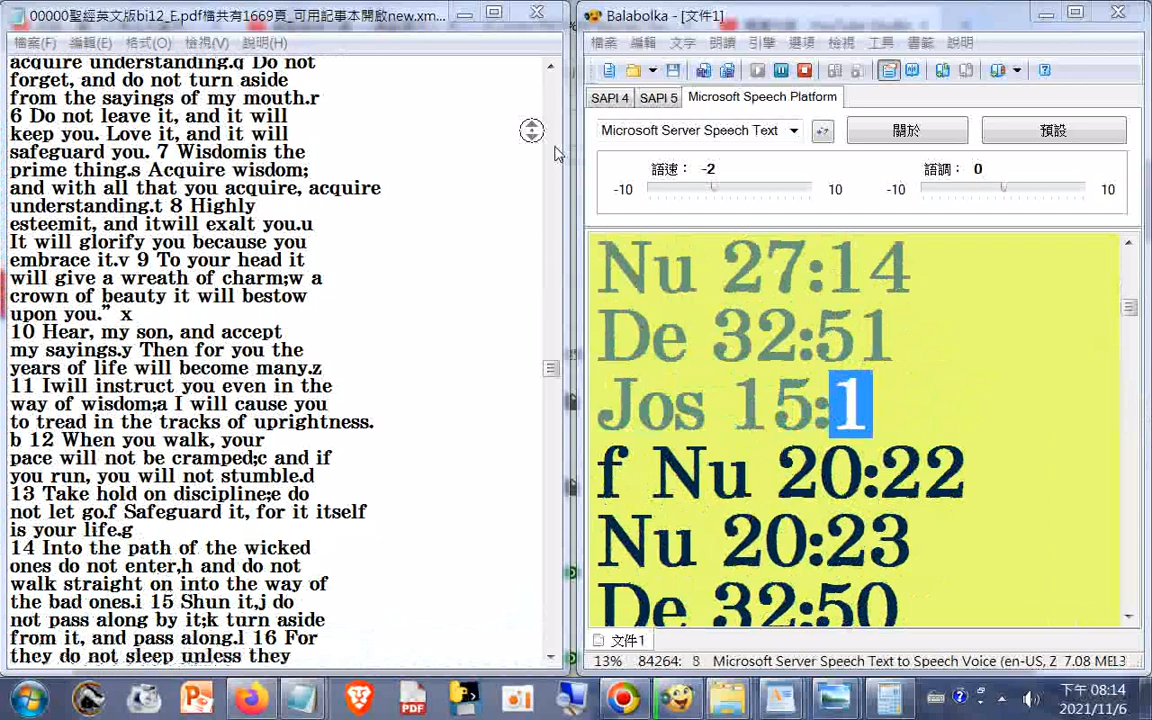 00000聖經英文版bi12_E.pdf檔共有1669頁_可用記事本開啟new.xm...
檔案(F) 編輯(E) 格式(O) 檢視(V) 說明(H)
acquire understanding.q Do not
forget, and do not turn aside
from the sayings of my mouth.r
6 Do not leave it, and it will
keep you. Love it, and it will
safeguard you. 7 Wisdomis the
prime thing.s Acquire wisdom;
and with all that you acquire, acquire
understanding.t 8 Highly
esteemit, and itwill exalt you.u
It will glorify you because you
embrace it.v 9 To your head it
will give a wreath of charm;w a
crown of beauty it will bestow
upon you.” x
10 Hear, my son, and accept
my sayings.y Then for you the
years of life will become many.z
11 Iwill instruct you even in the
way of wisdom;a I will cause you
to tread in the tracks of uprightness.
b 12 When you walk, your
pace will not be cramped;c and if
you run, you will not stumble.d
13 Take hold on discipline;e do
not let go.f Safeguard it, for it itself
is your life.g
14 Into the path of the wicked
ones do not enter,h and do not
walk straight on into the way of
the bad ones.i 15 Shun it,j do
not pass along by it;k turn aside
from it, and pass along.l 16 For
they do not sleep unless they
Balabolka - [文件1]
檔案 編輯 文字 朗讀 引擎 選項 檢視 工具 書籤 說明
SAPI 4 SAPI 5 Microsoft Speech Platform
Microsoft Server Speech Text 關於 預設
語速： -2 語調： 0
-10 10 -10 10
Nu 27:14
De 32:51
Jos 15:1
f Nu 20:22
Nu 20:23
De 32:50
文件1
13% 84264: 8 Microsoft Server Speech Text to Speech Voice (en-US, Z 7.08 МЕ13
下午 08:14
2021/11/6